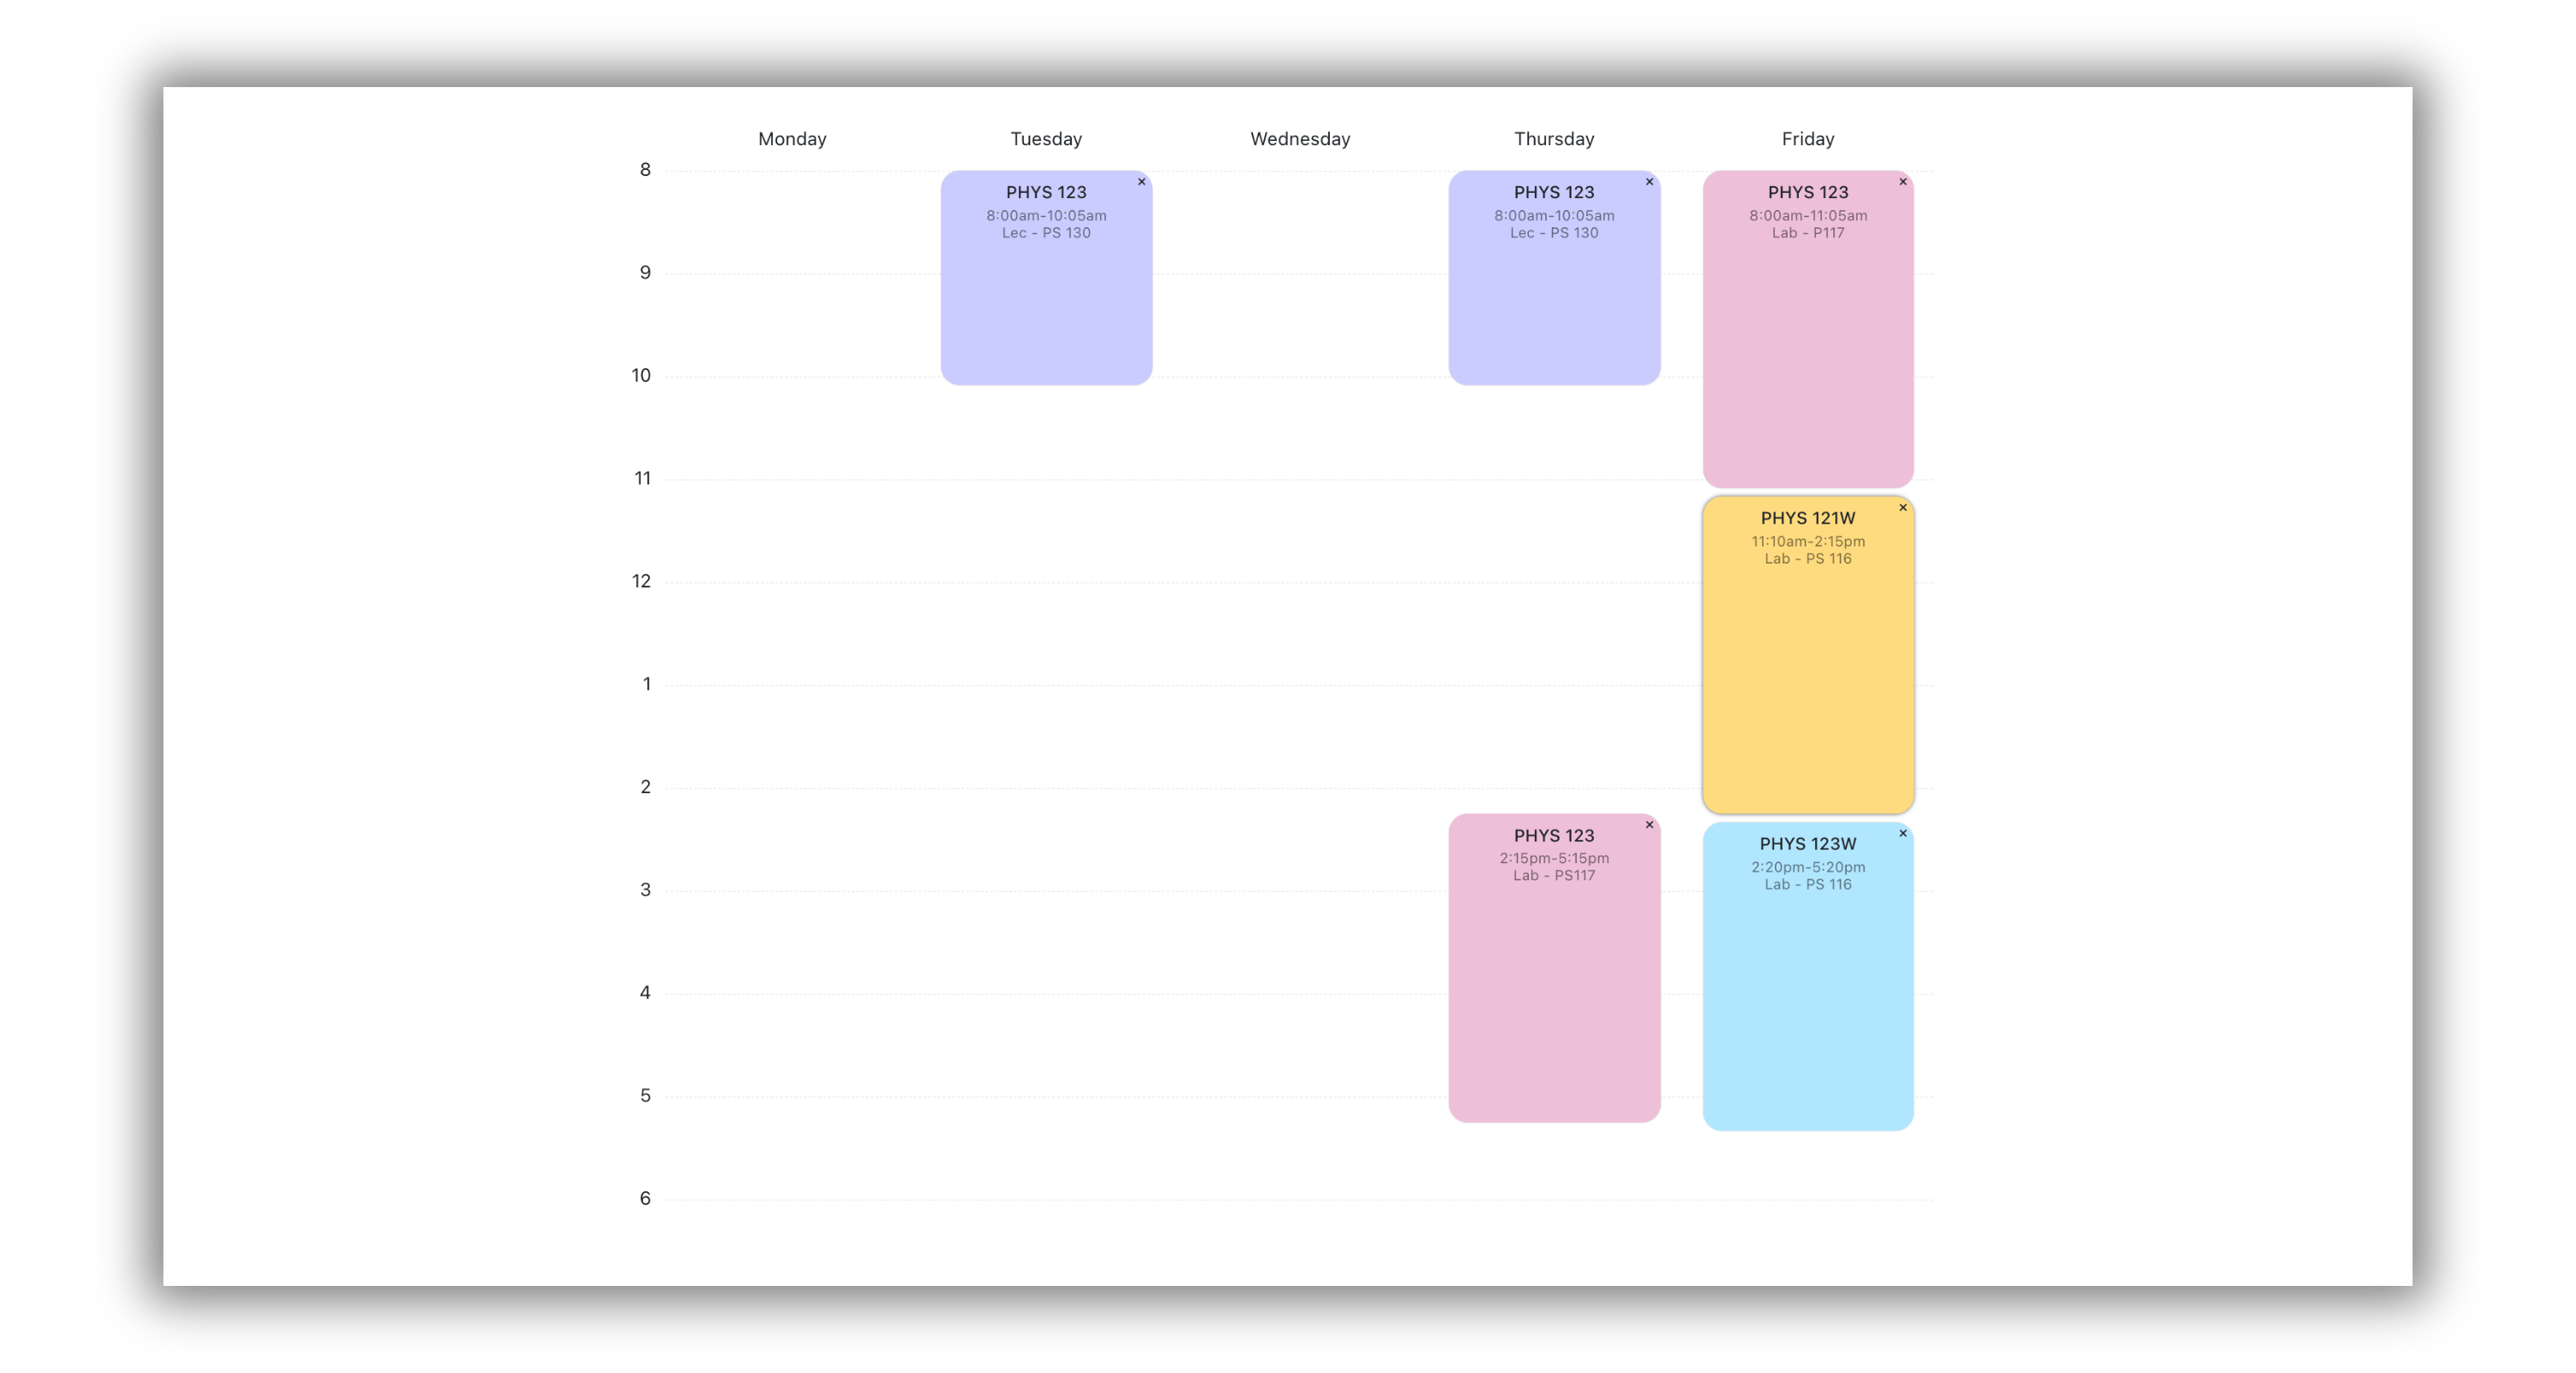 Monday Tuesday Wednesday Thursday Friday
8
PHYS 123 ×
8:00am-10:05am
Lec - PS 130
PHYS 123 ×
8:00am-10:05am
Lec - PS 130
PHYS 123 ×
8:00am-11:05am
Lab - P117
9
10
11
PHYS 121W ×
11:10am-2:15pm
Lab - PS 116
12
1
2
PHYS 123 ×
2:15pm-5:15pm
Lab - PS117
PHYS 123W ×
2:20pm-5:20pm
Lab - PS 116
3
4
5
6